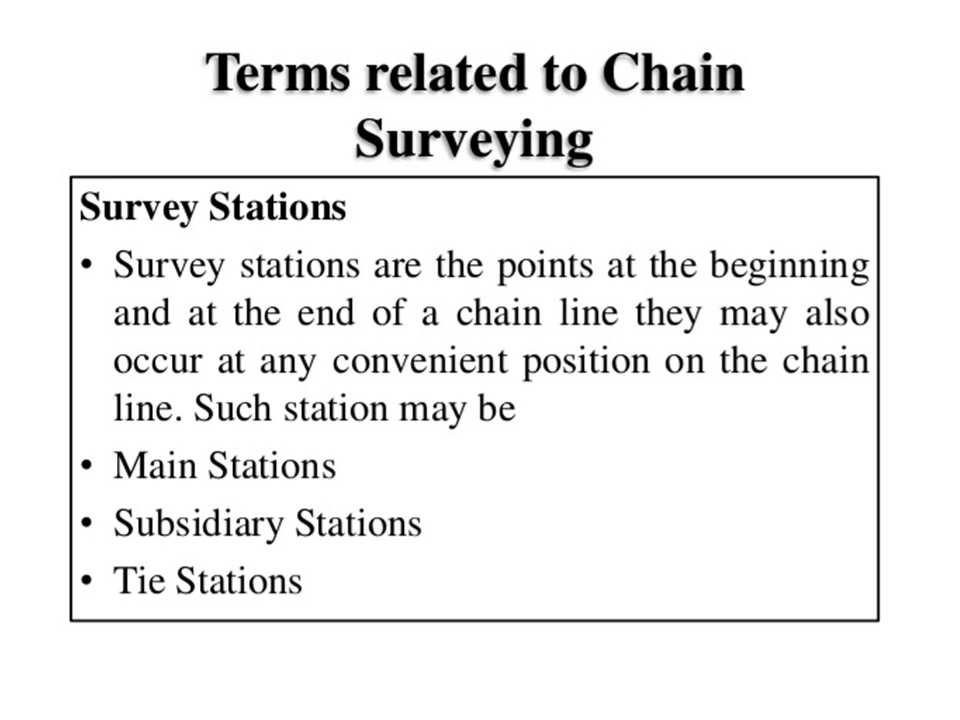 Terms related to Chain
Surveying
Survey Stations
• Survey stations are the points at the beginning
and at the end of a chain line they may also
occur at any convenient position on the chain
line. Such station may be
• Main Stations
• Subsidiary Stations
• Tie Stations